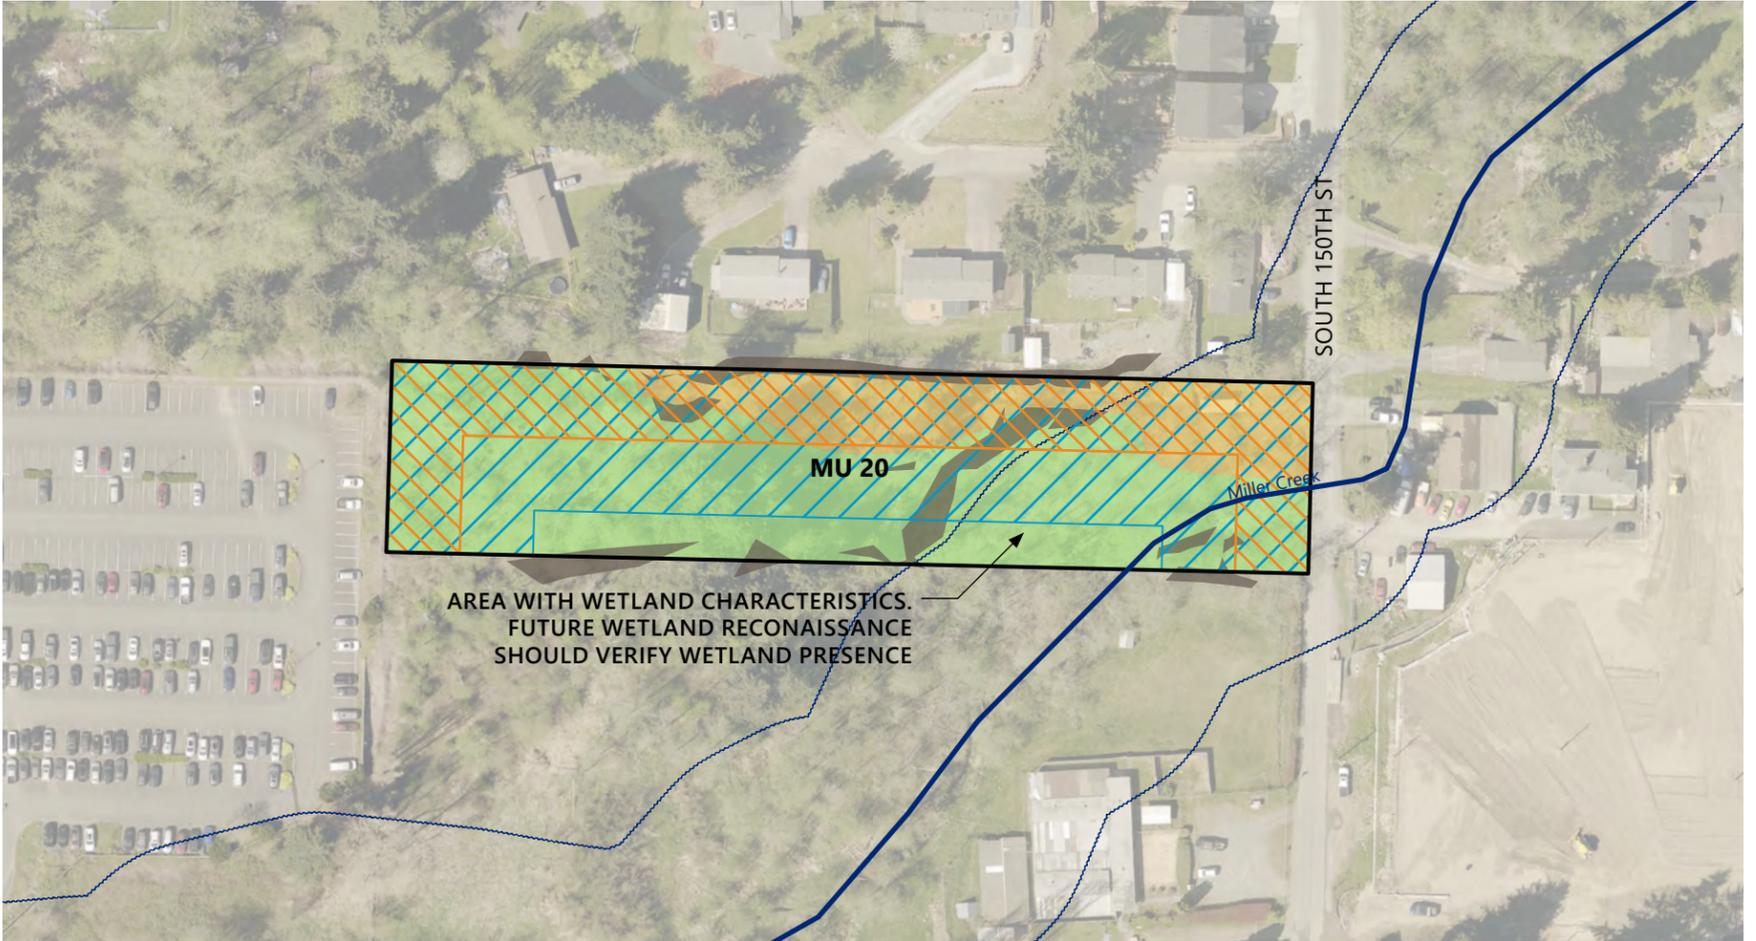 SOUTH 150TH ST
MU 20
Miller Creek
AREA WITH WETLAND CHARACTERISTICS.
FUTURE WETLAND RECONAISSANCE
SHOULD VERIFY WETLAND PRESENCE